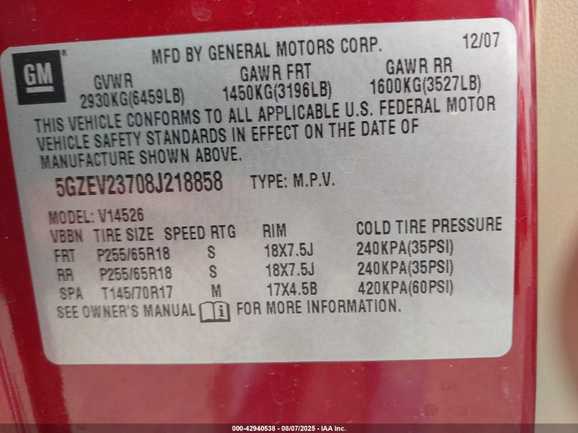 GM
MFD BY GENERAL MOTORS CORP. 12/07
GVWR GAWR FRT GAWR RR
2930KG(6459LB) 1450KG(3196LB) 1600KG(3527LB)
THIS VEHICLE CONFORMS TO ALL APPLICABLE U.S. FEDERAL MOTOR
VEHICLE SAFETY STANDARDS IN EFFECT ON THE DATE OF
MANUFACTURE SHOWN ABOVE.
5GZEV23708J218858 TYPE: M.P.V.
MODEL: V14526
VBBN TIRE SIZE SPEED RTG RIM COLD TIRE PRESSURE
FRT P255/65R18 S 18X7.5J 240KPA(35PSI)
RR P255/65R18 S 18X7.5J 240KPA(35PSI)
SPA T145/70R17 M 17X4.5B 420KPA(60PSI)
SEE OWNER'S MANUAL FOR MORE INFORMATION.
000-42940538 - 08/07/2025 - IAA Inc.